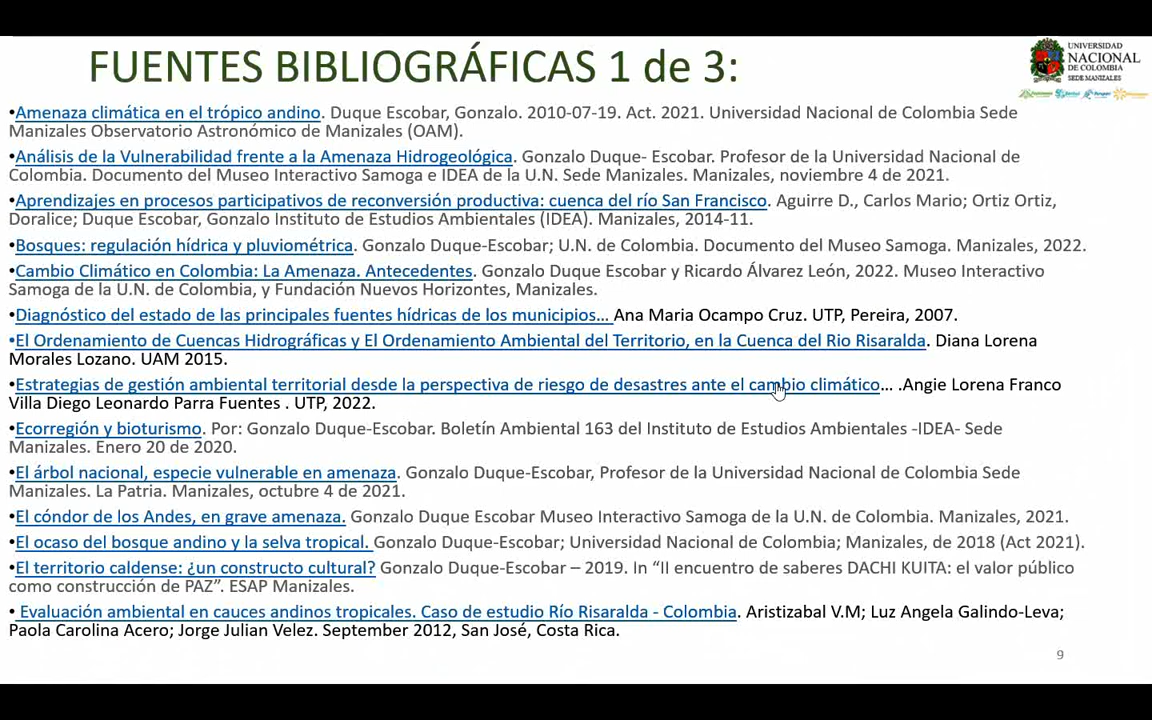 FUENTES BIBLIOGRÁFICAS 1 de 3:
UNIVERSIDAD
NACIONAL
DE COLOMBIA
SEDE MANIZALES
•Amenaza climática en el trópico andino. Duque Escobar, Gonzalo. 2010-07-19. Act. 2021. Universidad Nacional de Colombia Sede
Manizales Observatorio Astronómico de Manizales (OAM).
•Análisis de la Vulnerabilidad frente a la Amenaza Hidrogeológica. Gonzalo Duque- Escobar. Profesor de la Universidad Nacional de
Colombia. Documento del Museo Interactivo Samoga e IDEA de la U.N. Sede Manizales. Manizales, noviembre 4 de 2021.
•Aprendizajes en procesos participativos de reconversión productiva: cuenca del río San Francisco. Aguirre D., Carlos Mario; Ortiz Ortiz,
Doralice; Duque Escobar, Gonzalo Instituto de Estudios Ambientales (IDEA). Manizales, 2014-11.
•Bosques: regulación hídrica y pluviométrica. Gonzalo Duque-Escobar; U.N. de Colombia. Documento del Museo Samoga. Manizales, 2022.
•Cambio Climático en Colombia: La Amenaza. Antecedentes. Gonzalo Duque Escobar y Ricardo Álvarez León, 2022. Museo Interactivo
Samoga de la U.N. de Colombia, y Fundación Nuevos Horizontes, Manizales.
•Diagnóstico del estado de las principales fuentes hídricas de los municipios... Ana Maria Ocampo Cruz. UTP, Pereira, 2007.
•El Ordenamiento de Cuencas Hidrográficas y El Ordenamiento Ambiental del Territorio, en la Cuenca del Rio Risaralda. Diana Lorena
Morales Lozano. UAM 2015.
•Estrategias de gestión ambiental territorial desde la perspectiva de riesgo de desastres ante el cambio climático... .Angie Lorena Franco
Villa Diego Leonardo Parra Fuentes . UTP, 2022.
•Ecorregión y bioturismo. Por: Gonzalo Duque-Escobar. Boletín Ambiental 163 del Instituto de Estudios Ambientales -IDEA- Sede
Manizales. Enero 20 de 2020.
•El árbol nacional, especie vulnerable en amenaza. Gonzalo Duque-Escobar, Profesor de la Universidad Nacional de Colombia Sede
Manizales. La Patria. Manizales, octubre 4 de 2021.
•El cóndor de los Andes, en grave amenaza. Gonzalo Duque Escobar Museo Interactivo Samoga de la U.N. de Colombia. Manizales, 2021.
•El ocaso del bosque andino y la selva tropical. Gonzalo Duque-Escobar; Universidad Nacional de Colombia; Manizales, de 2018 (Act 2021).
•El territorio caldense: ¿un constructo cultural? Gonzalo Duque-Escobar – 2019. In “II encuentro de saberes DACHI KUITA: el valor público
como construcción de PAZ”. ESAP Manizales.
• Evaluación ambiental en cauces andinos tropicales. Caso de estudio Río Risaralda - Colombia. Aristizabal V.M; Luz Angela Galindo-Leva;
Paola Carolina Acero; Jorge Julian Velez. September 2012, San José, Costa Rica.
9